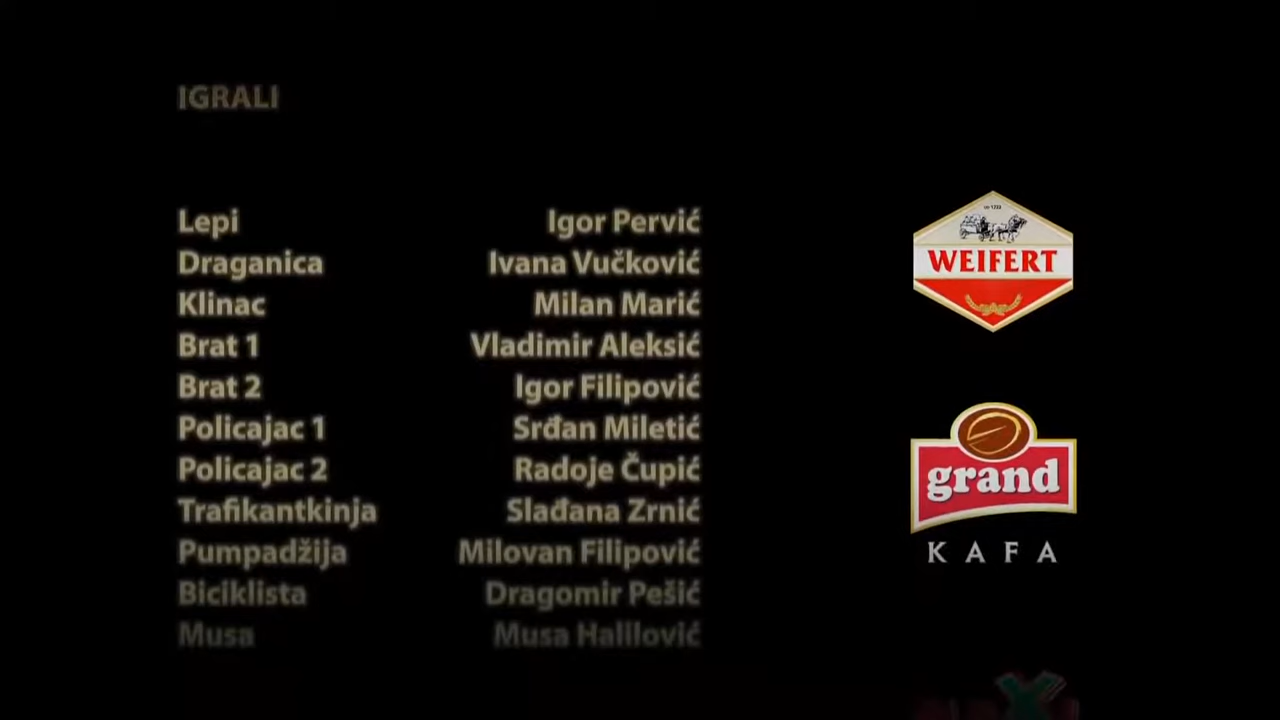 IGRALI
Lepi Igor Pervić
Draganica Ivana Vučković
Klinac Milan Marić
Brat 1 Vladimir Aleksić
Brat 2 Igor Filipović
Policajac 1 Srđan Miletić
Policajac 2 Radoje Čupić
Trafikantkinja Slađana Zrnić
Pumpadžija Milovan Filipović
Biciklista Dragomir Pešić
Musa Musa Halilović
WEIFERT
grand
KAFA